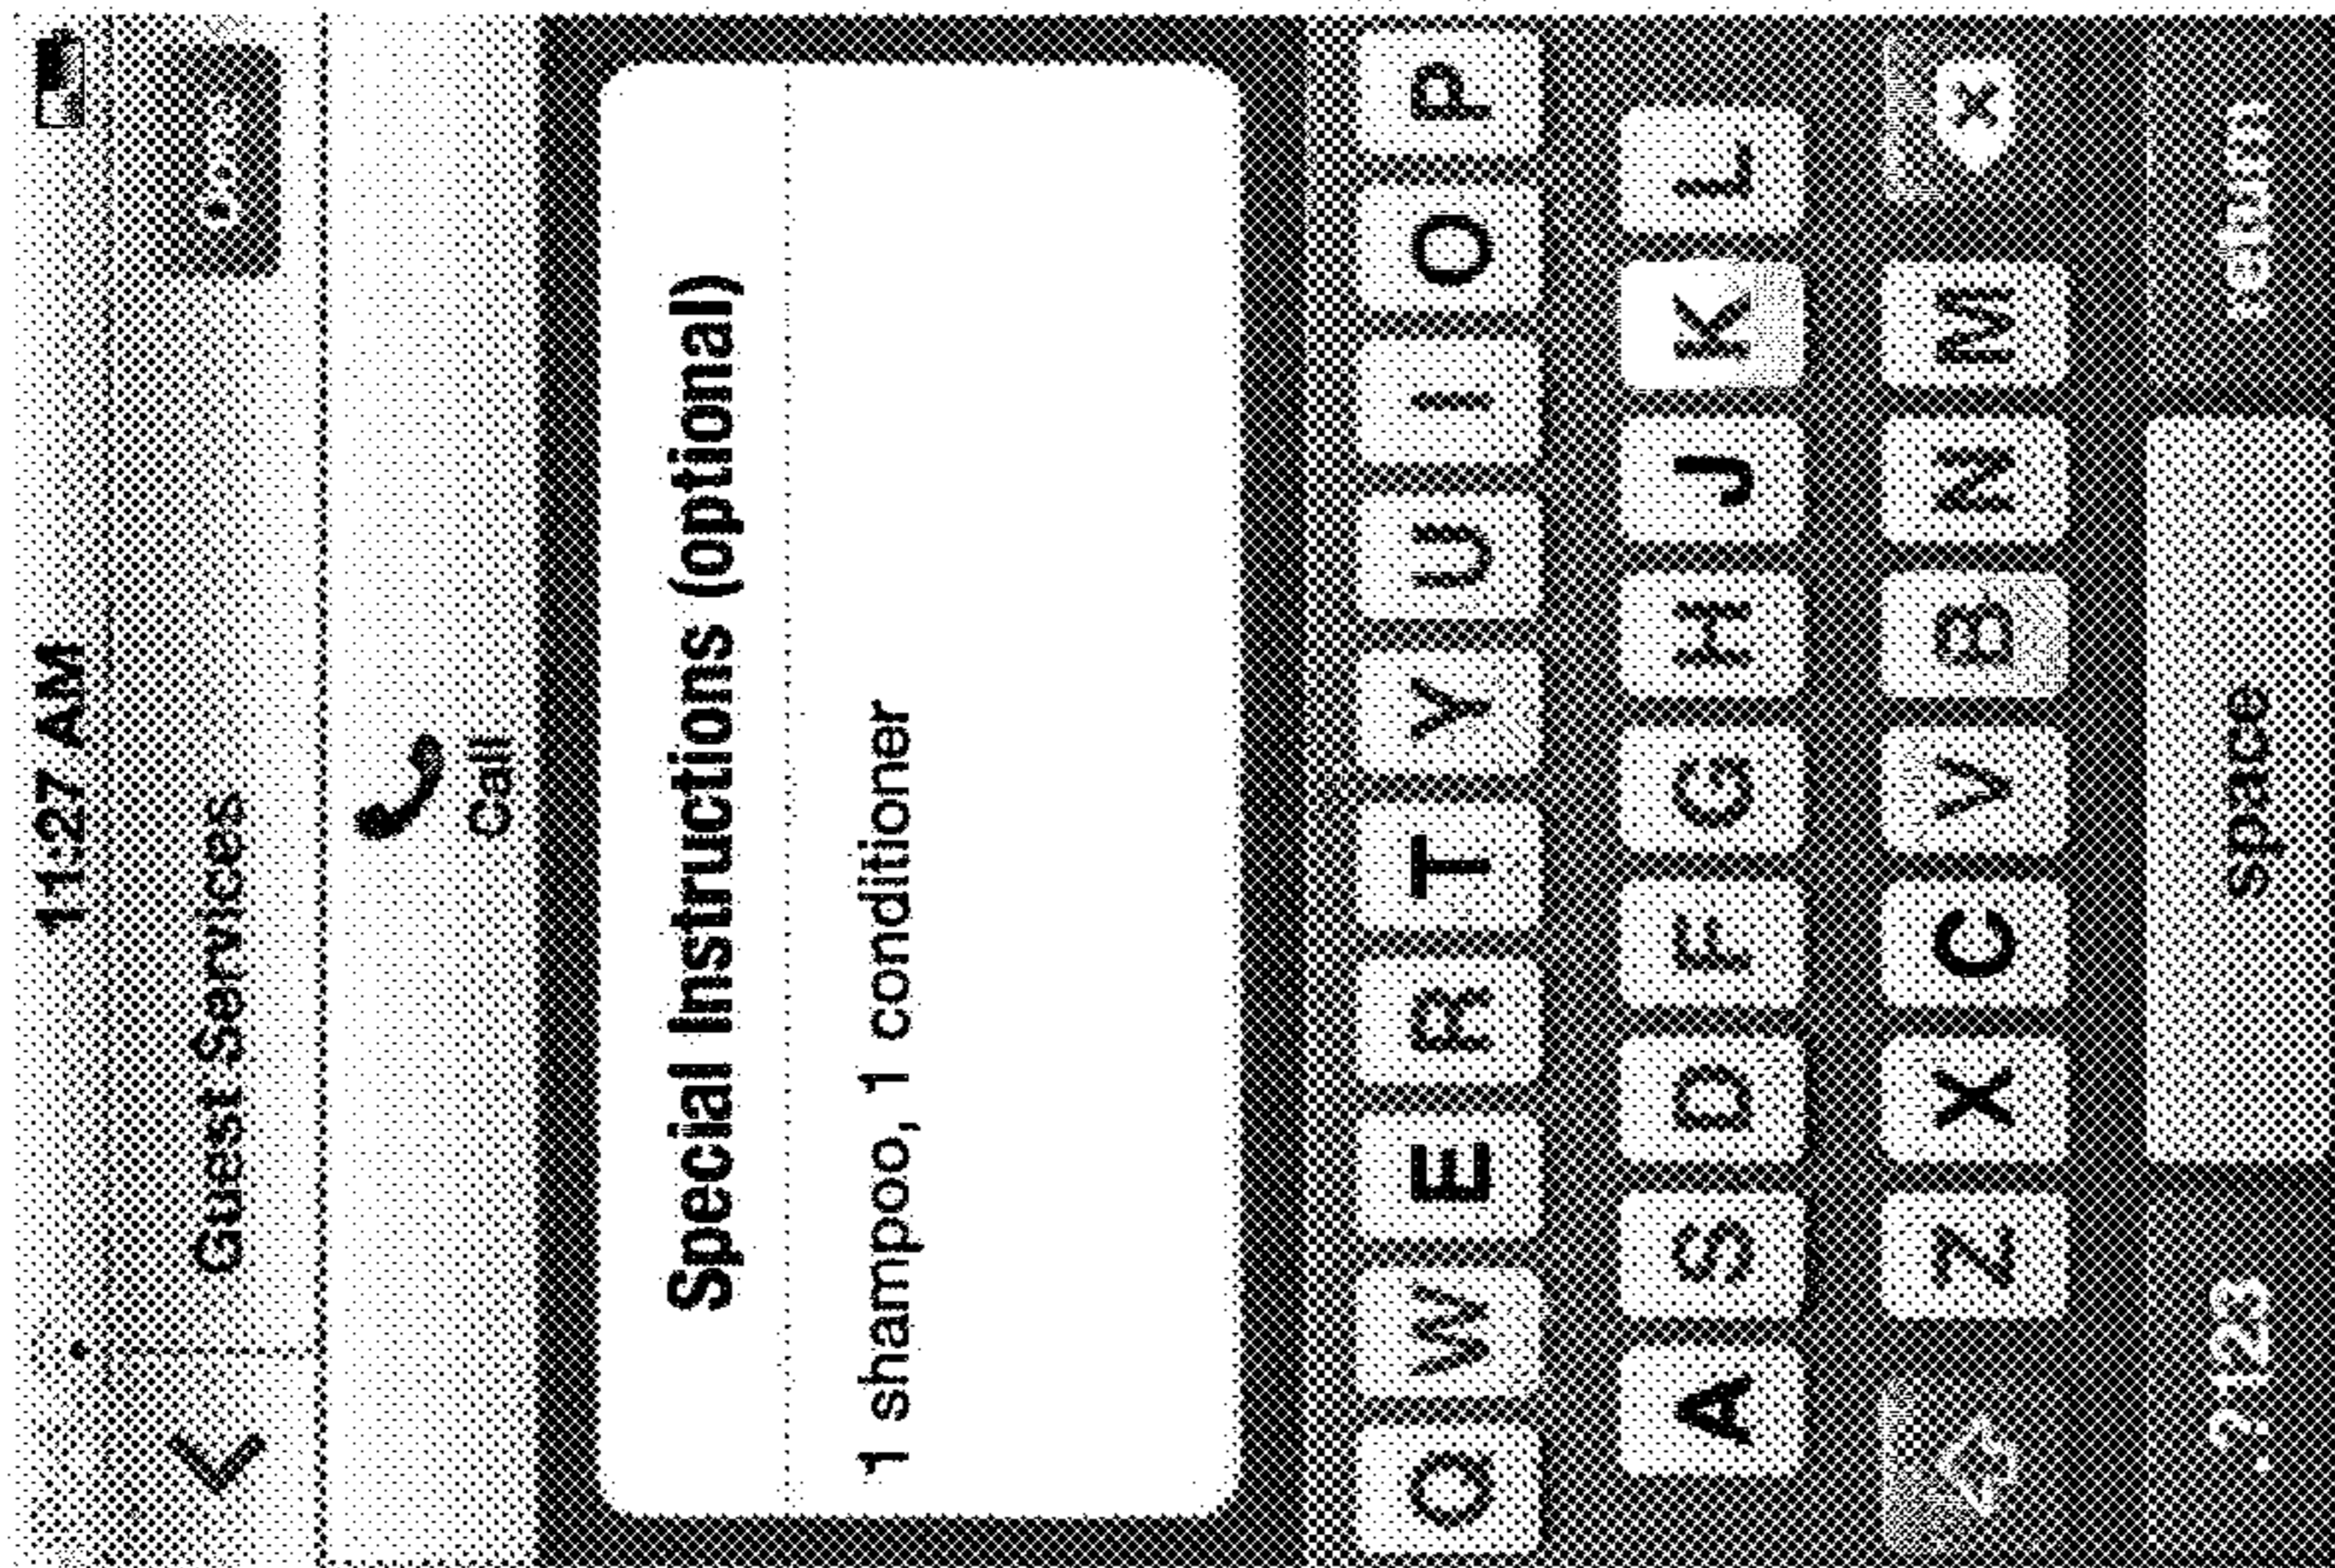 11:27 AM
Guest Services
Call
Special Instructions (optional)
1 shampoo, 1 conditioner
Q W E R T Y U I O P
A S D F G H J K L
Z X C V B N M
.?123 space return